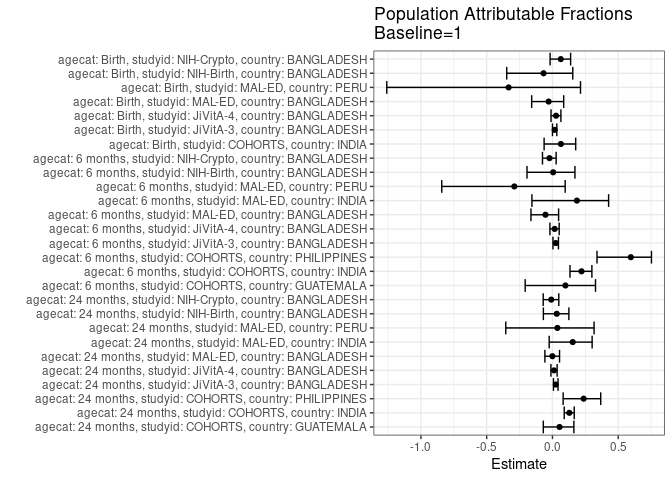 Population Attributable Fractions
Baseline=1
agecat: Birth, studyid: NIH-Crypto, country: BANGLADESH
agecat: Birth, studyid: NIH-Birth, country: BANGLADESH
agecat: Birth, studyid: MAL-ED, country: PERU
agecat: Birth, studyid: MAL-ED, country: BANGLADESH
agecat: Birth, studyid: JiVitA-4, country: BANGLADESH
agecat: Birth, studyid: JiVitA-3, country: BANGLADESH
agecat: Birth, studyid: COHORTS, country: INDIA
agecat: 6 months, studyid: NIH-Crypto, country: BANGLADESH
agecat: 6 months, studyid: NIH-Birth, country: BANGLADESH
agecat: 6 months, studyid: MAL-ED, country: PERU
agecat: 6 months, studyid: MAL-ED, country: INDIA
agecat: 6 months, studyid: MAL-ED, country: BANGLADESH
agecat: 6 months, studyid: JiVitA-4, country: BANGLADESH
agecat: 6 months, studyid: JiVitA-3, country: BANGLADESH
agecat: 6 months, studyid: COHORTS, country: PHILIPPINES
agecat: 6 months, studyid: COHORTS, country: INDIA
agecat: 6 months, studyid: COHORTS, country: GUATEMALA
agecat: 24 months, studyid: NIH-Crypto, country: BANGLADESH
agecat: 24 months, studyid: NIH-Birth, country: BANGLADESH
agecat: 24 months, studyid: MAL-ED, country: PERU
agecat: 24 months, studyid: MAL-ED, country: INDIA
agecat: 24 months, studyid: MAL-ED, country: BANGLADESH
agecat: 24 months, studyid: JiVitA-4, country: BANGLADESH
agecat: 24 months, studyid: JiVitA-3, country: BANGLADESH
agecat: 24 months, studyid: COHORTS, country: PHILIPPINES
agecat: 24 months, studyid: COHORTS, country: INDIA
agecat: 24 months, studyid: COHORTS, country: GUATEMALA
-1.0 -0.5 0.0 0.5
Estimate